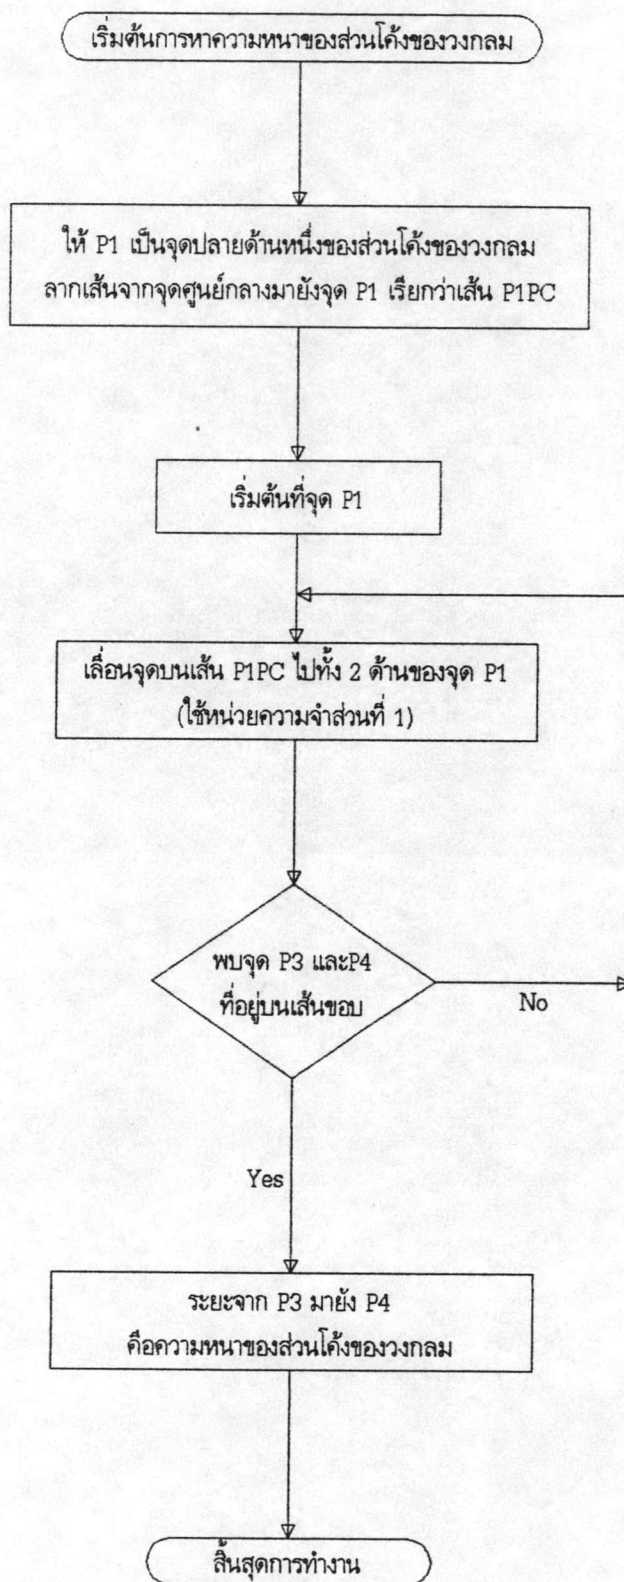 เริ่มต้นการหาความหนาของส่วนโค้งของวงกลม
ให้ P1 เป็นจุดปลายด้านหนึ่งของส่วนโค้งของวงกลม
ลากเส้นจากจุดศูนย์กลางมายังจุด P1 เรียกว่าเส้น P1PC
เริ่มต้นที่จุด P1
เลื่อนจุดบนเส้น P1PC ไปทั้ง 2 ด้านของจุด P1
(ใช้หน่วยความจำส่วนที่ 1)
พบจุด P3 และP4
ที่อยู่บนเส้นขอบ
No
Yes
ระยะจาก P3 มายัง P4
คือความหนาของส่วนโค้งของวงกลม
สิ้นสุดการทำงาน